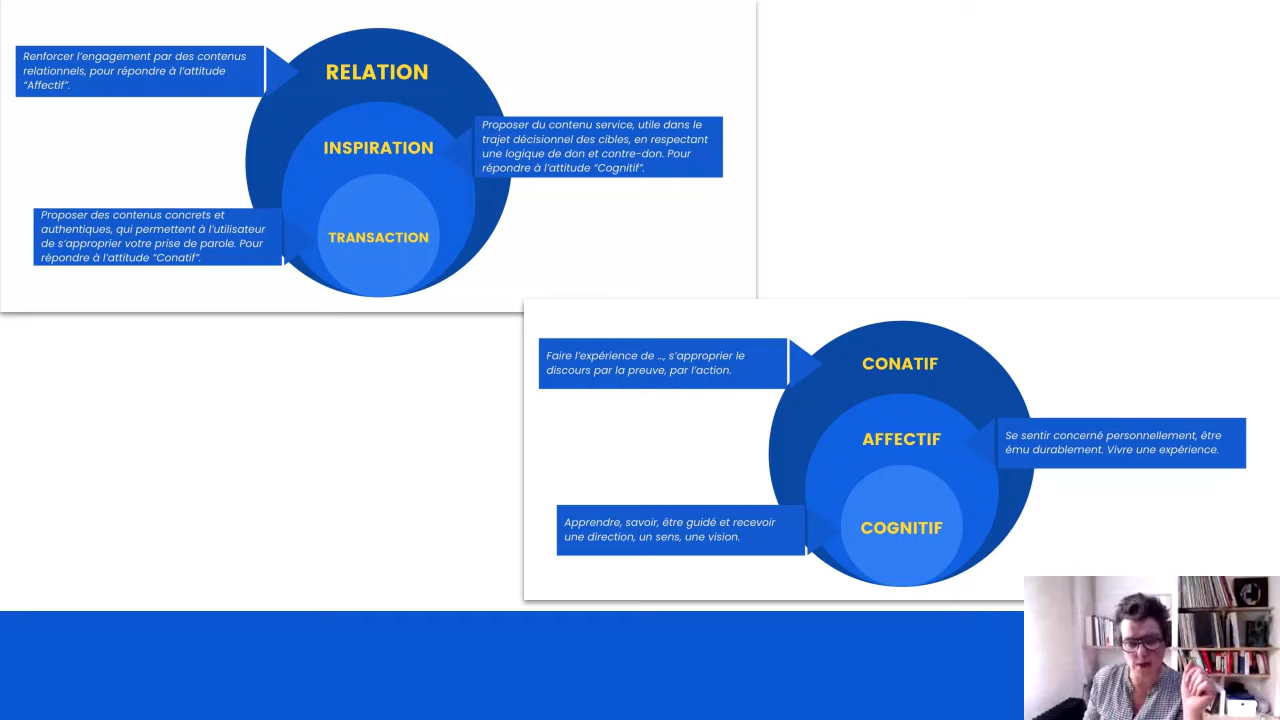 Renforcer l’engagement par des contenus
relationnels, pour répondre à l’attitude
“Affectif”.
RELATION
Proposer du contenu service, utile dans le
trajet décisionnel des cibles, en respectant
une logique de don et contre-don. Pour
répondre à l’attitude “Cognitif”.
INSPIRATION
Proposer des contenus concrets et
authentiques, qui permettent à l’utilisateur
de s’approprier votre prise de parole. Pour
répondre à l’attitude “Conatif”.
TRANSACTION
Faire l’expérience de ..., s’approprier le
discours par la preuve, par l’action.
CONATIF
AFFECTIF
Se sentir concerné personnellement, être
ému durablement. Vivre une expérience.
Apprendre, savoir, être guidé et recevoir
une direction, un sens, une vision.
COGNITIF